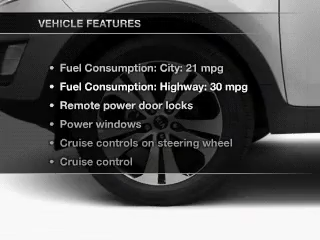 VEHICLE FEATURES
• Fuel Consumption: City: 21 mpg
• Fuel Consumption: Highway: 30 mpg
• Remote power door locks
• Power windows
• Cruise controls on steering wheel
• Cruise control